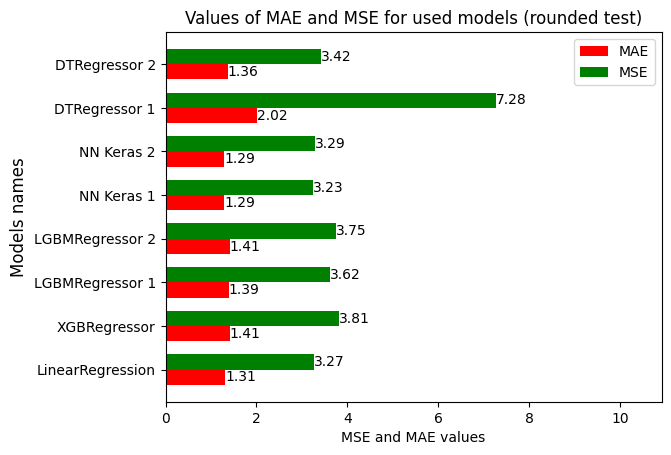 Values of MAE and MSE for used models (rounded test)
MAE
MSE
Models names
DTRegressor 2
3.42
1.36
DTRegressor 1
7.28
2.02
NN Keras 2
3.29
1.29
NN Keras 1
3.23
1.29
LGBMRegressor 2
3.75
1.41
LGBMRegressor 1
3.62
1.39
XGBRegressor
3.81
1.41
LinearRegression
3.27
1.31
0 2 4 6 8 10
MSE and MAE values